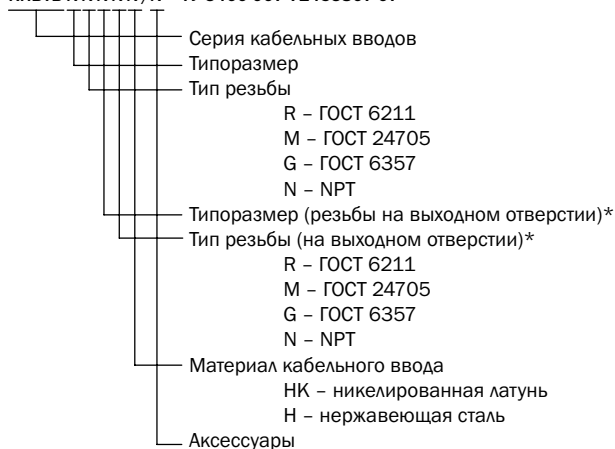 Серия кабельных вводов
Типоразмер
Тип резьбы
R – ГОСТ 6211
M – ГОСТ 24705
G – ГОСТ 6357
N – NPT
Типоразмер (резьбы на выходном отверстии)*
Тип резьбы (на выходном отверстии)*
R – ГОСТ 6211
M – ГОСТ 24705
G – ГОСТ 6357
N – NPT
Материал кабельного ввода
НК – никелированная латунь
Н – нержавеющая сталь
Аксессуары